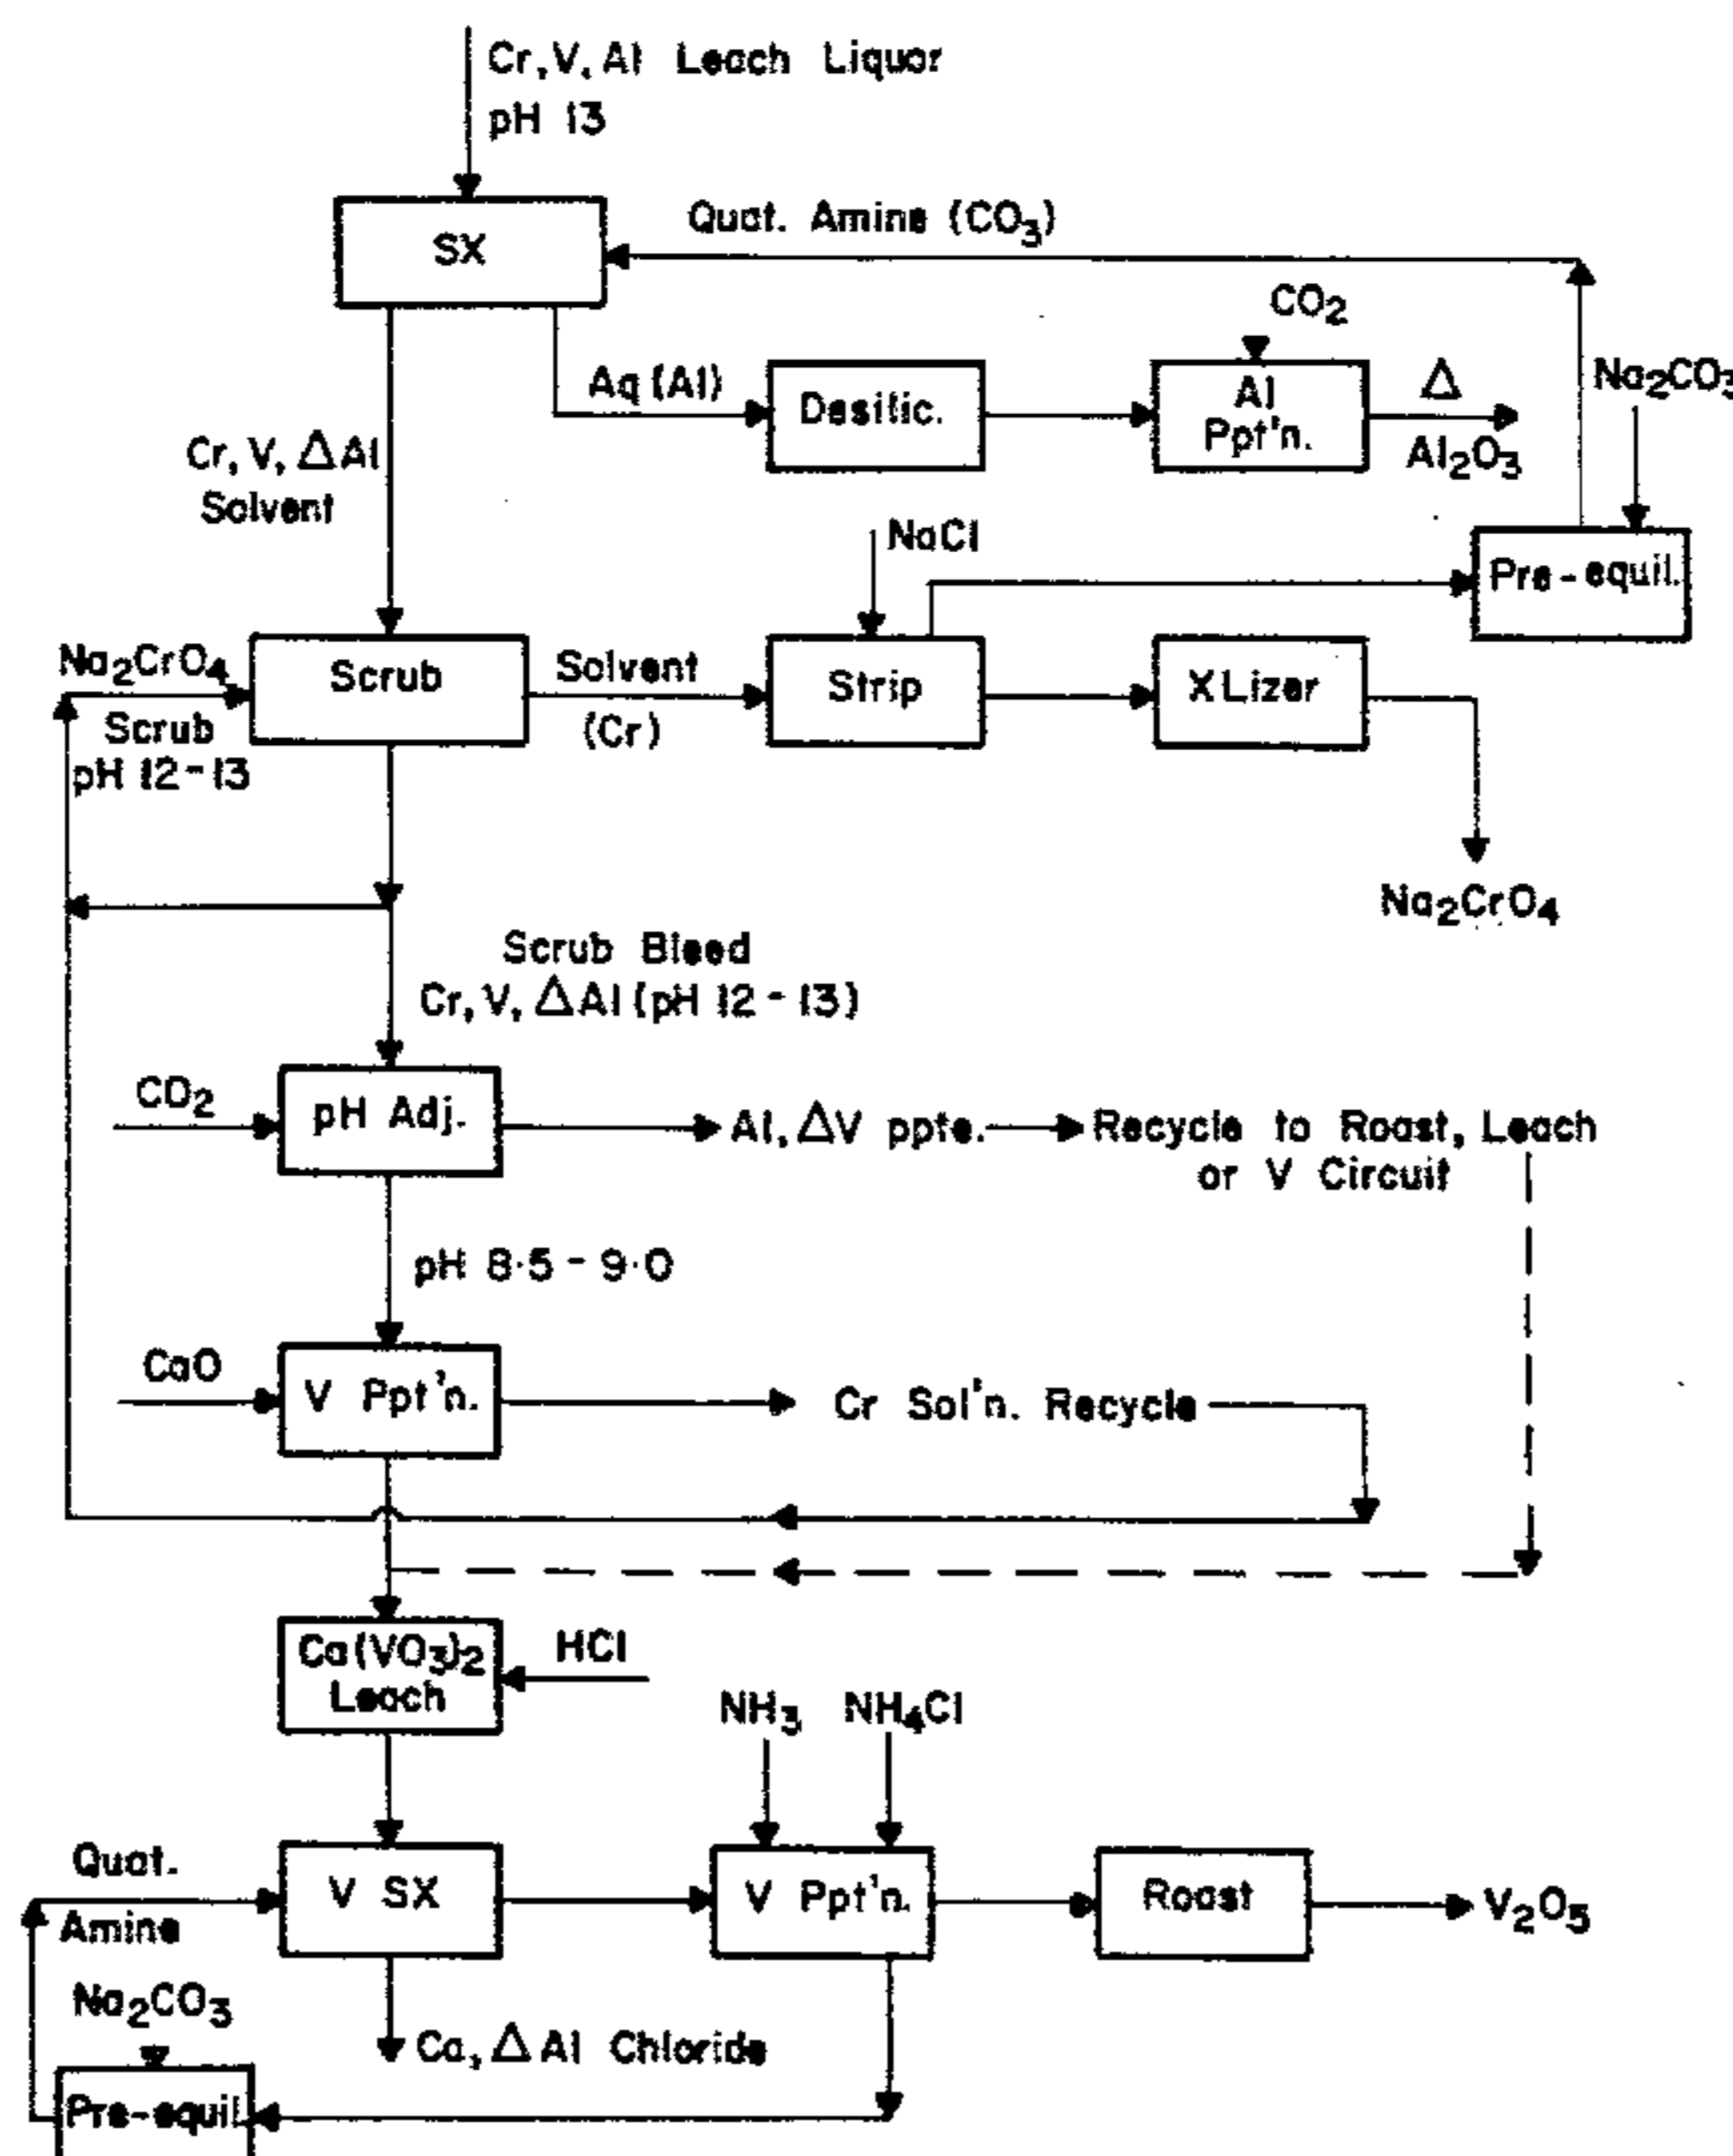 Cr, V, Al Leach Liquor
pH 13
SX
Quat. Amine (CO₃)
CO₂
Aq (Al)
Desilic.
Al
Ppt'n.
Δ
Al₂O₃
Na₂CO₃
Cr, V, ΔAl
Solvent
NaCl
Pre-equil.
Na₂CrO₄
Scrub
pH 12-13
Scrub
Solvent
(Cr)
Strip
XLizer
Na₂CrO₄
Scrub Bleed
Cr, V, ΔAl (pH 12-13)
CO₂
pH Adj.
Al, ΔV ppte.
Recycle to Roast, Leach
or V Circuit
pH 8·5 - 9·0
CaO
V Ppt'n.
Cr Sol'n. Recycle
Ca(VO₃)₂
Leach
HCl
NH₃
NH₄Cl
Quat.
Amine
V SX
V Ppt'n.
Roast
V₂O₅
Na₂CO₃
Ca, ΔAl Chloride
Pre-equil.